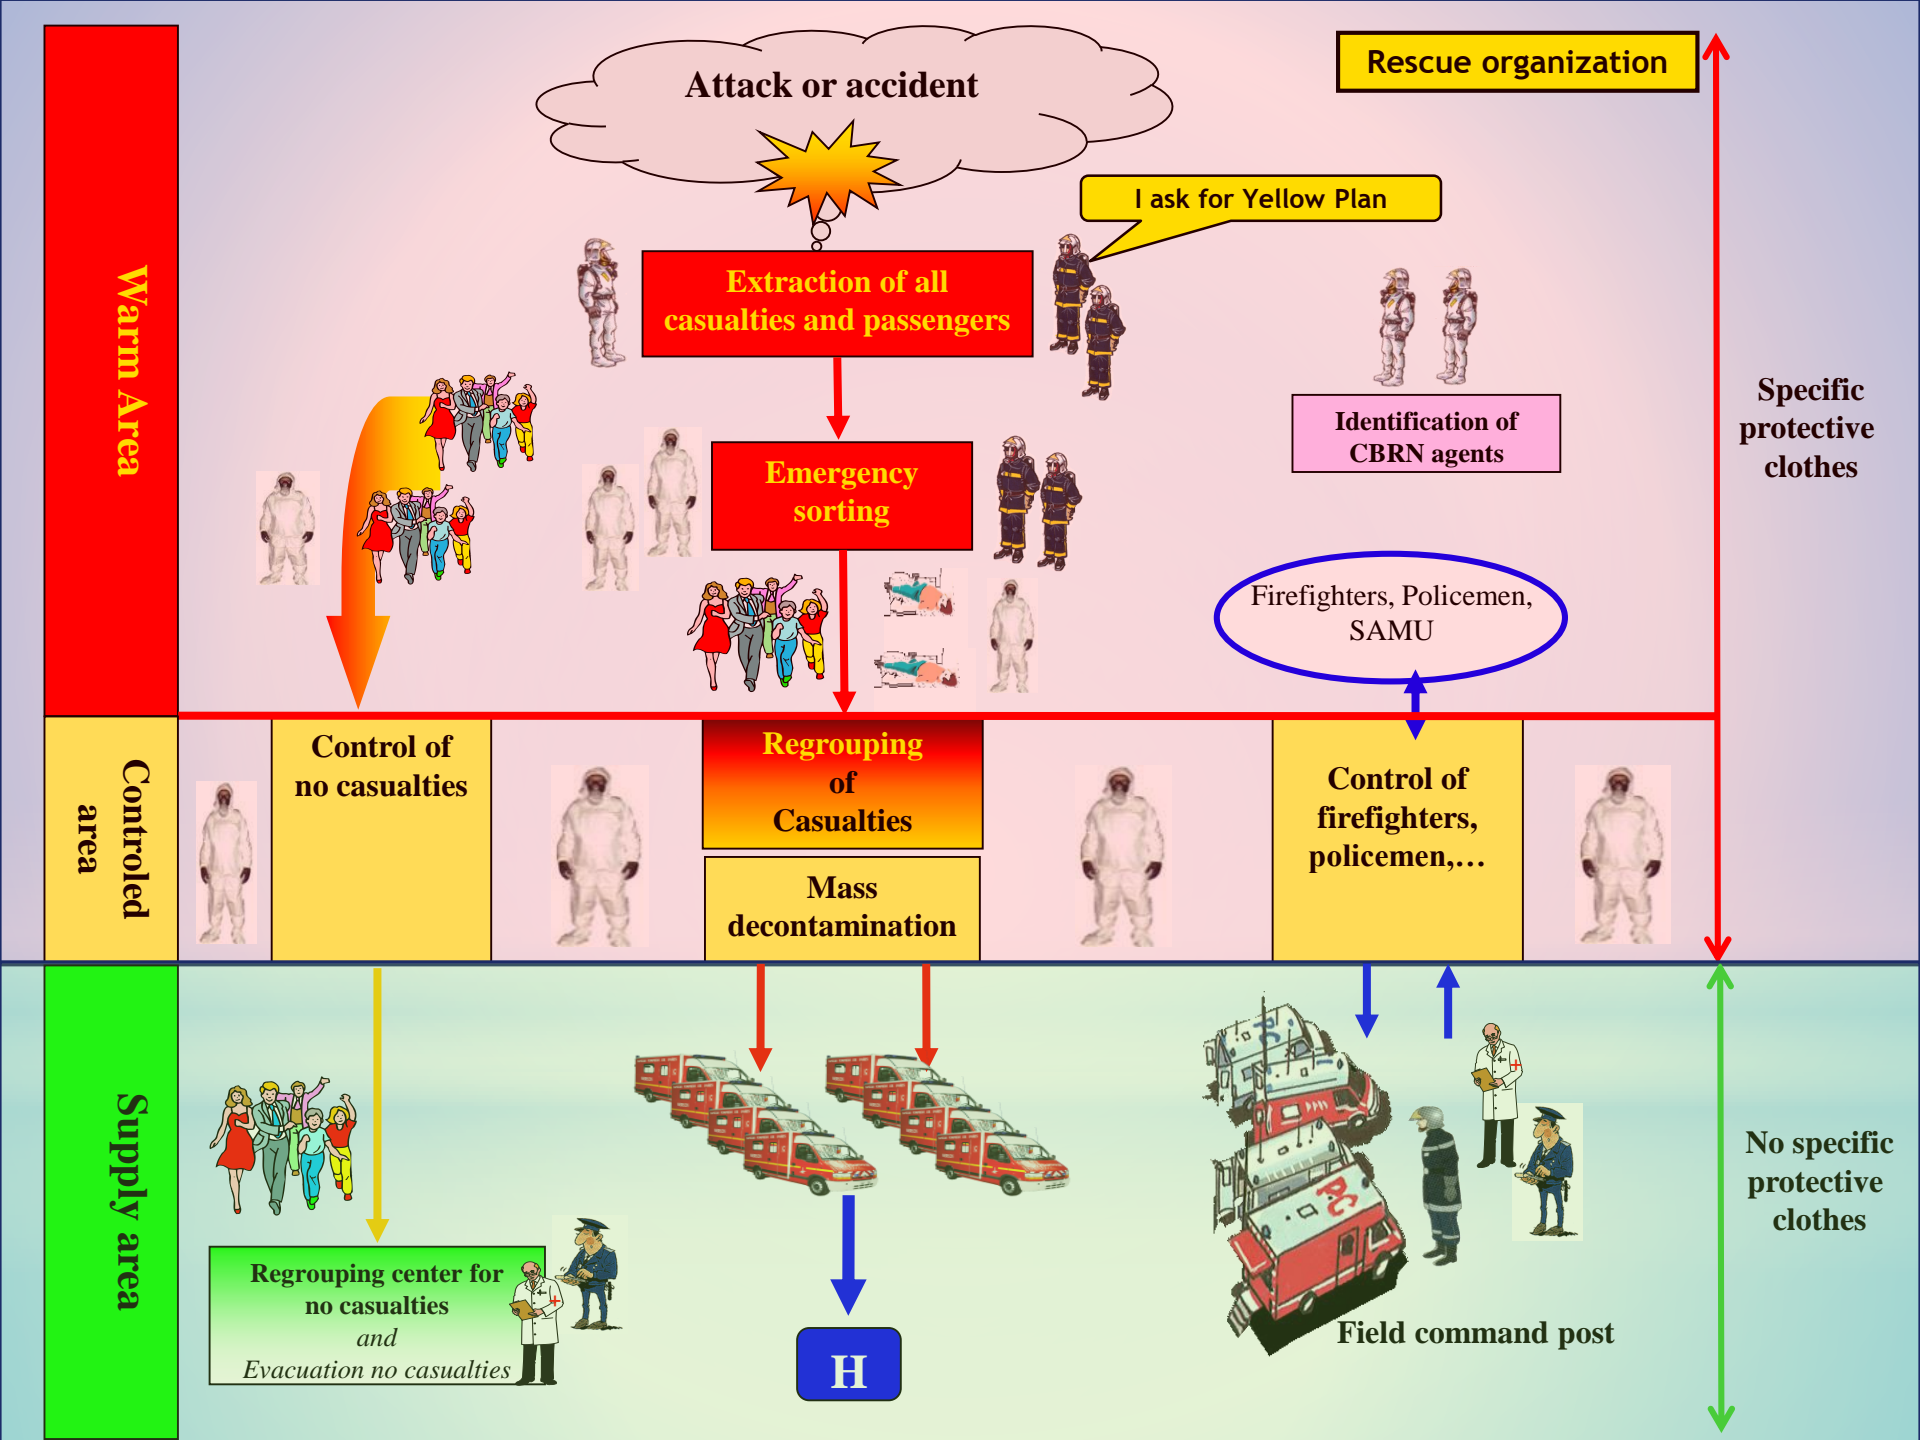 Attack or accident
Rescue organization
I ask for Yellow Plan
Extraction of all
casualties and passengers
Warm Area
Identification of
CBRN agents
Specific
protective
clothes
Emergency
sorting
Firefighters, Policemen,
SAMU
Controled
area
Control of
no casualties
Regrouping
of
Casualties
Mass
decontamination
Control of
firefighters,
policemen,…
Supply area
Regrouping center for
no casualties
and
Evacuation no casualties
H
PC
PC
Field command post
No specific
protective
clothes